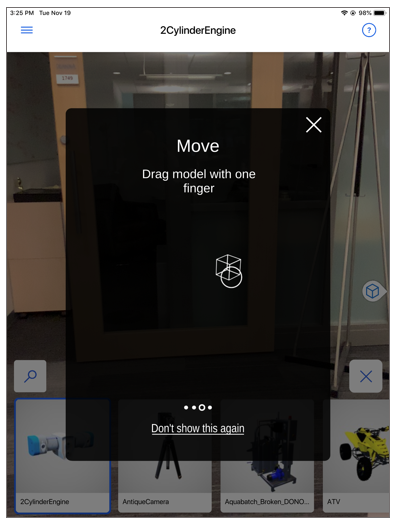 3:25 PM Tue Nov 19
98%
2CylinderEngine
?
1745
Move
Drag model with one
finger
Don't show this again
2CylinderEngine
AntiqueCamera
Aquabatch_Broken_DONO...
ATV